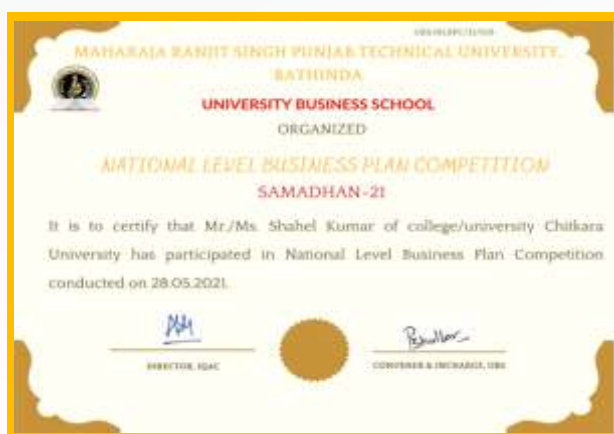 MAHARAJA RANJIT SINGH PUNJAB TECHNICAL UNIVERSITY,
BATHINDA
UNIVERSITY BUSINESS SCHOOL
ORGANIZED
NATIONAL LEVEL BUSINESS PLAN COMPETITION
SAMADHAN-21
It is to certify that Mr./Ms. Shahel Kumar of college/university Chitkara
University has participated in National Level Business Plan Competition
conducted on 28.05.2021.
DIRECTOR, IQAC
CONVENER & INCHARGE, UBS